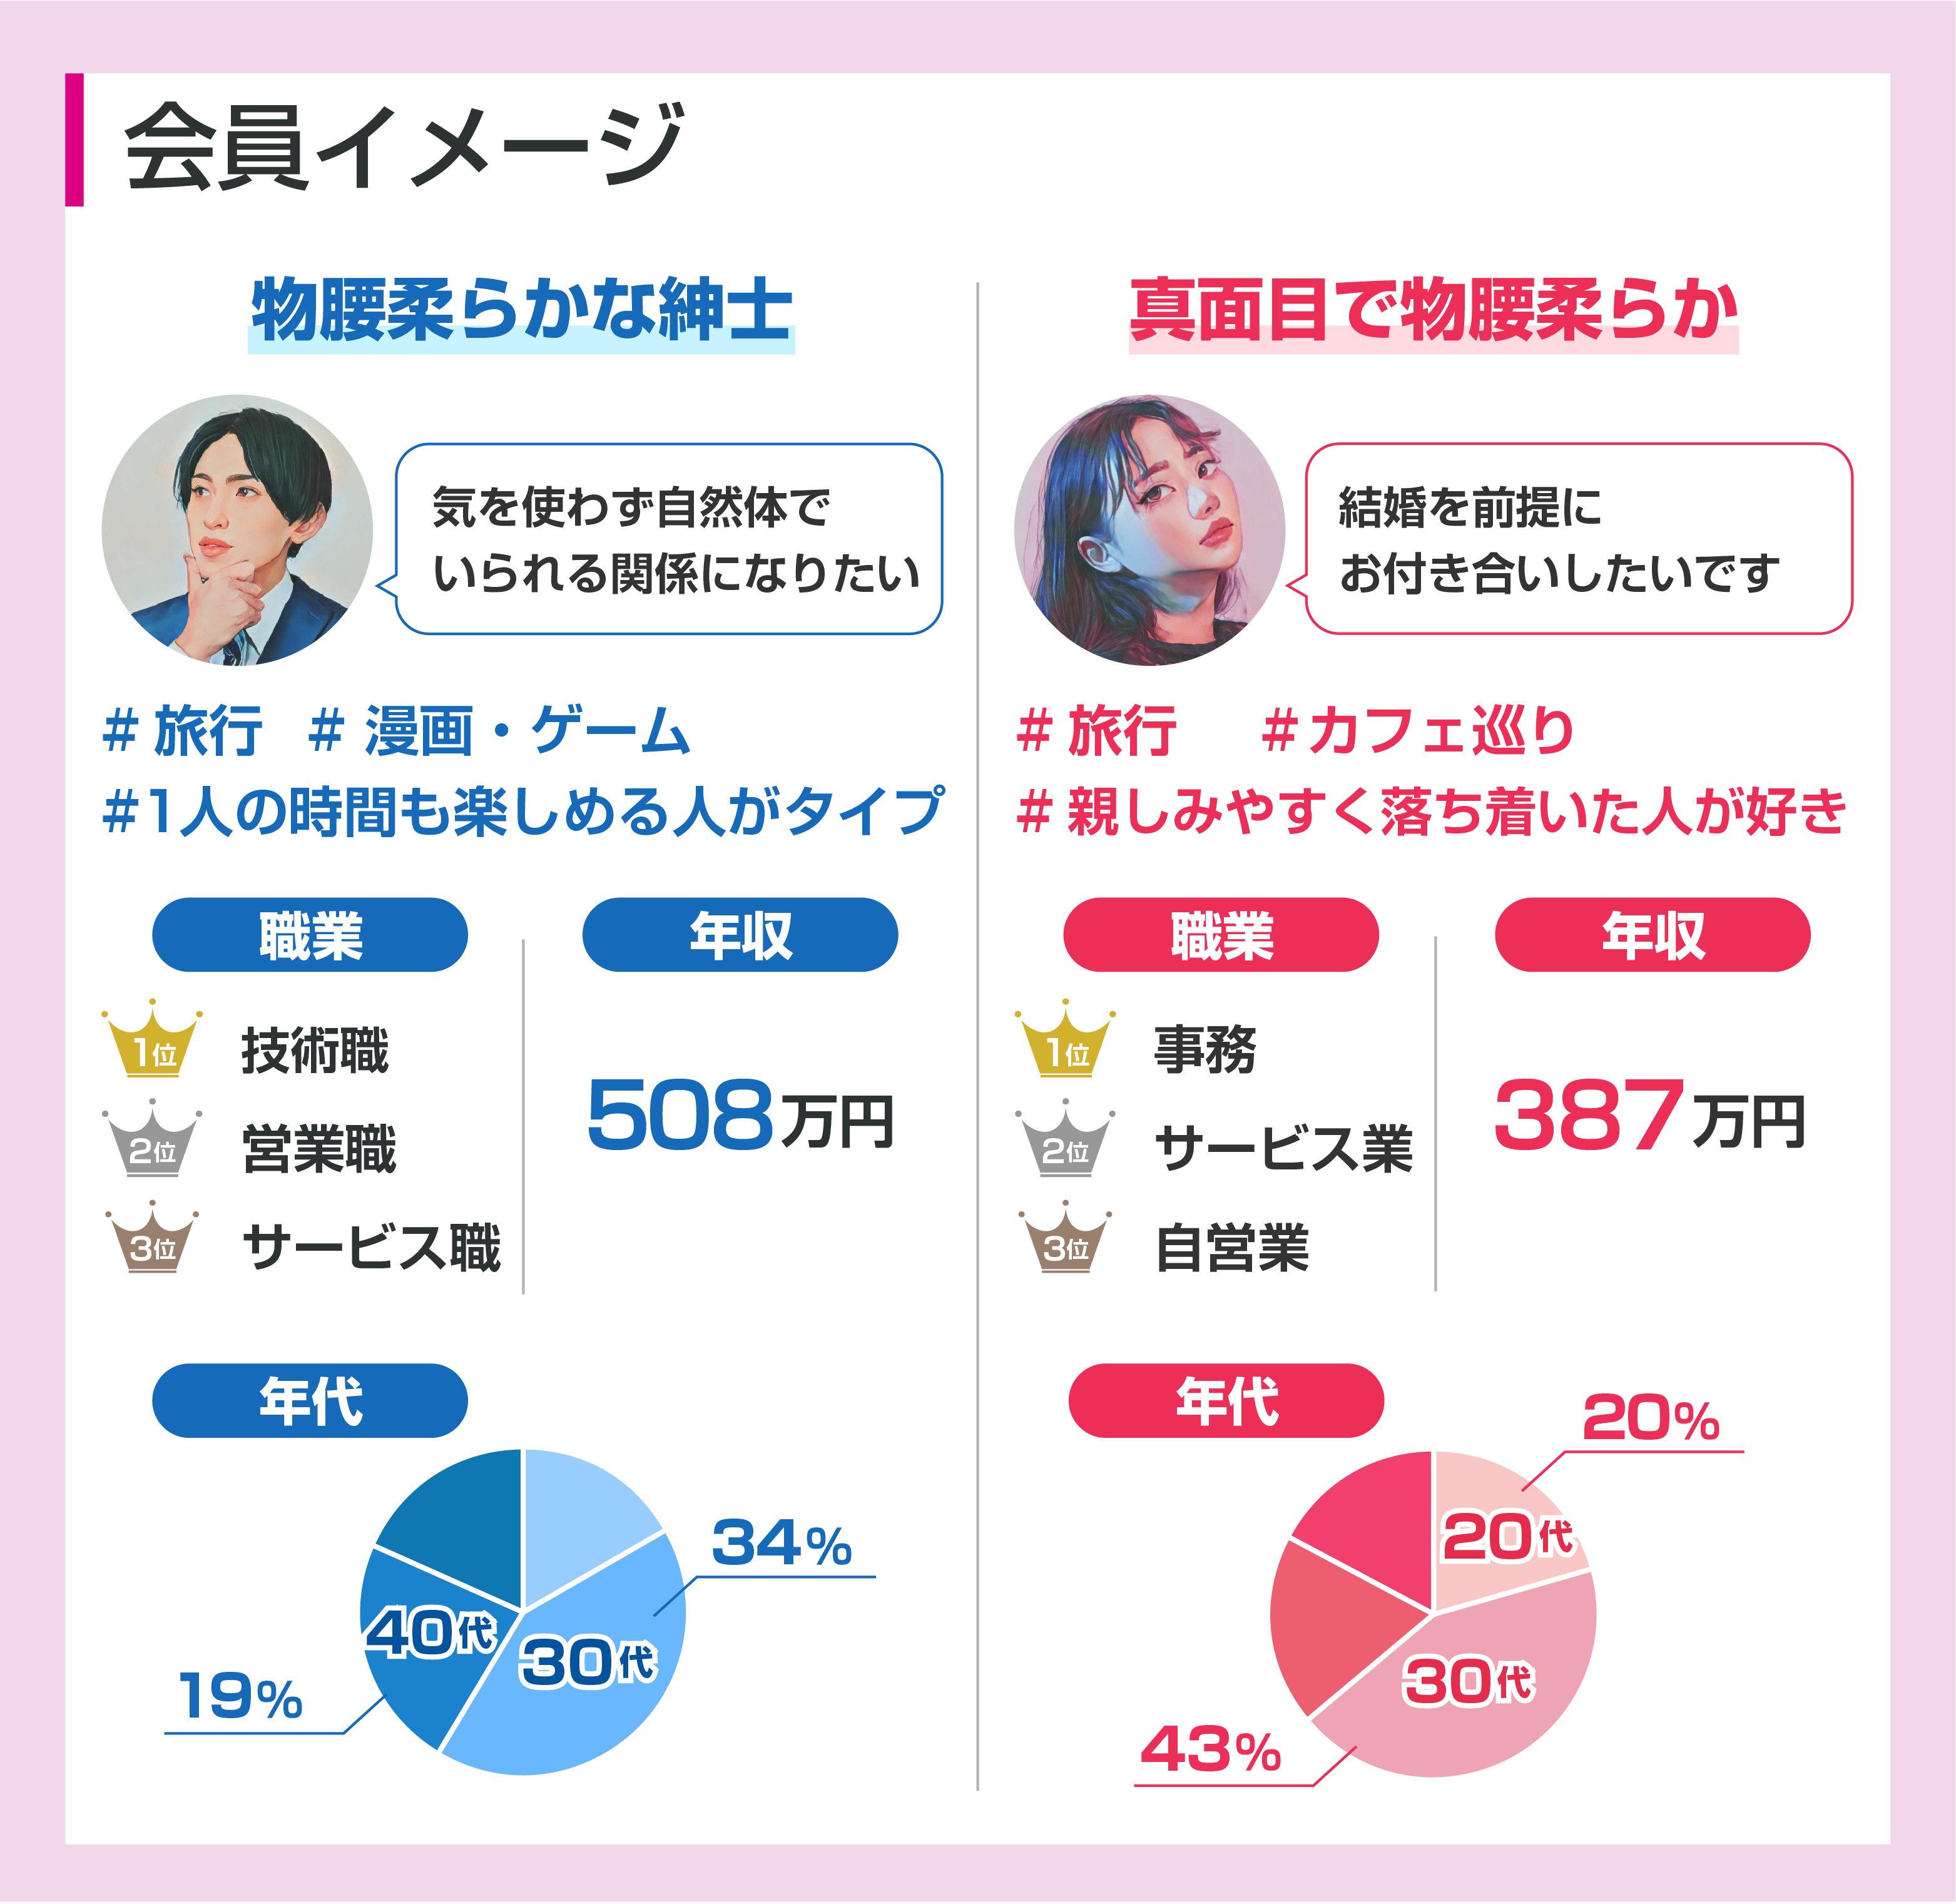 会員イメージ
物腰柔らかな紳士
気を使わず自然体で
いられる関係になりたい
# 旅行 # 漫画・ゲーム
#1人の時間も楽しめる人がタイプ
職業
年収
1位 技術職
2位 営業職
3位 サービス職
508万円
年代
34%
40代
30代
19%
真面目で物腰柔らか
結婚を前提に
お付き合いしたいです
# 旅行 # カフェ巡り
# 親しみやすく落ち着いた人が好き
職業
年収
1位 事務
2位 サービス業
3位 自営業
387万円
年代
20%
20代
30代
43%